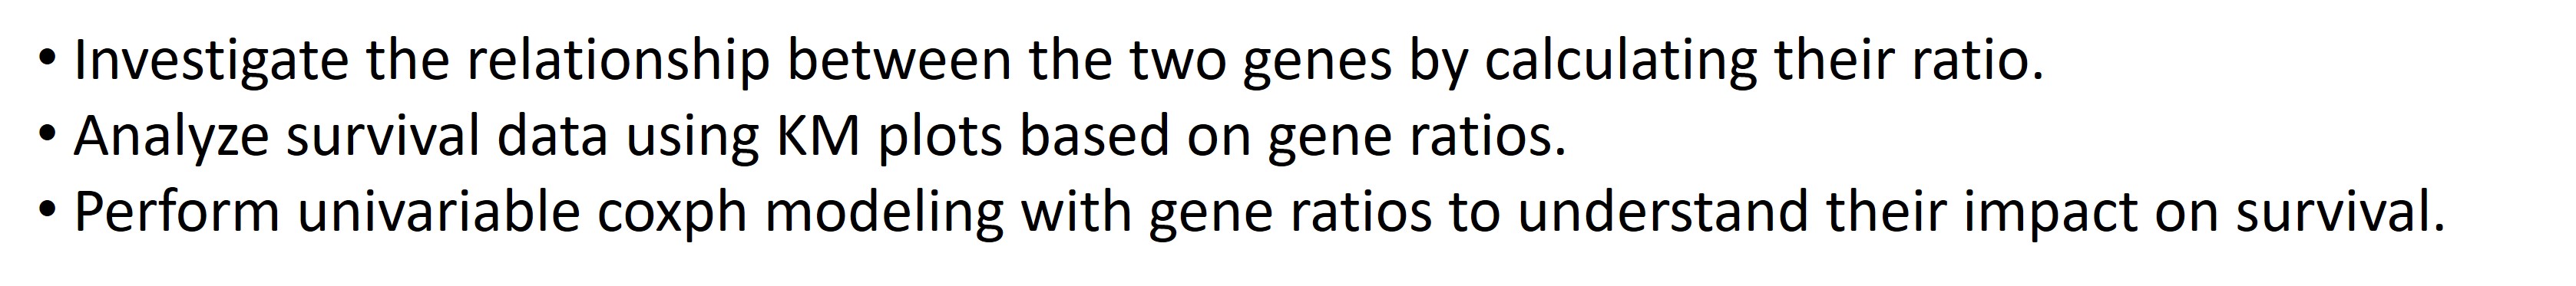 • Investigate the relationship between the two genes by calculating their ratio.
• Analyze survival data using KM plots based on gene ratios.
• Perform univariable coxph modeling with gene ratios to understand their impact on survival.